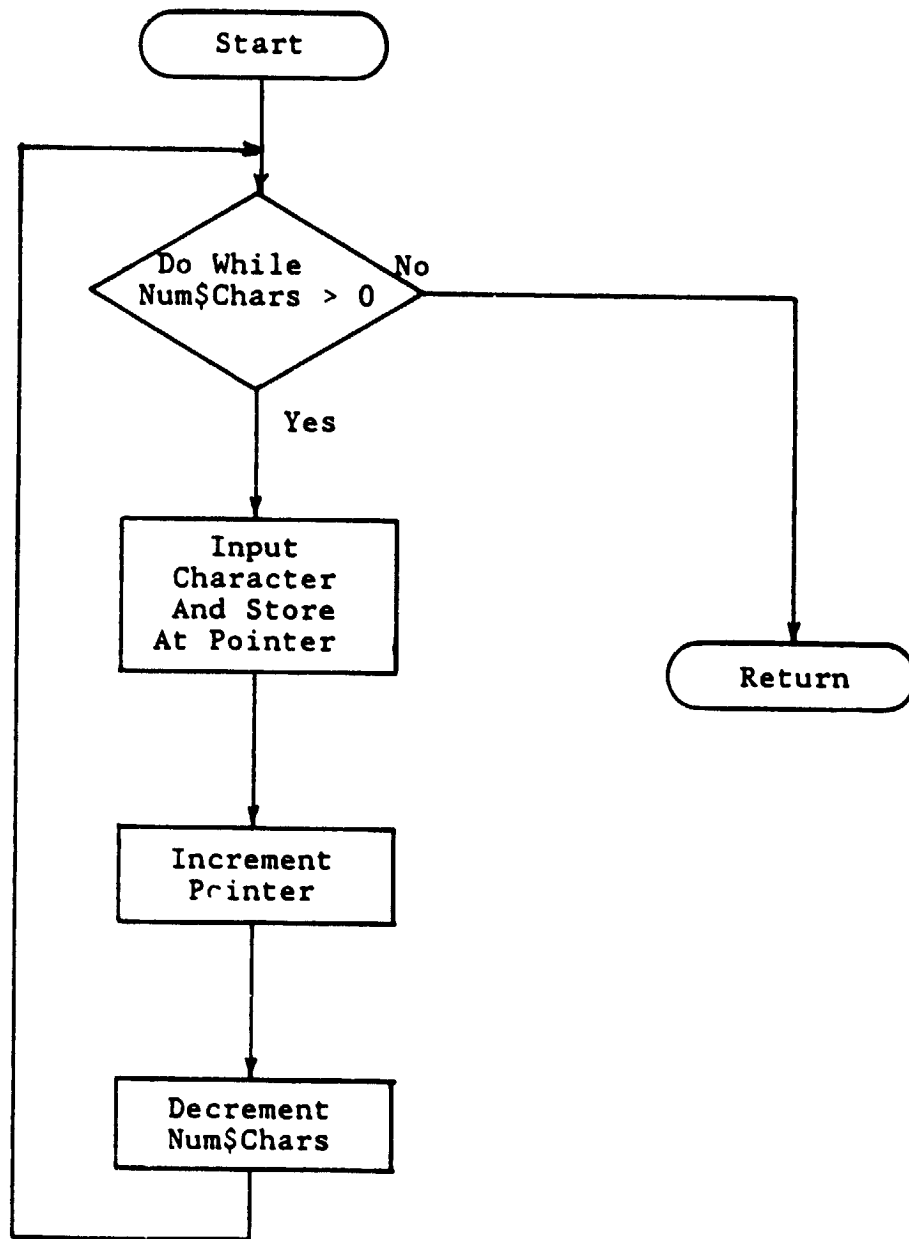 Start
Do While
No
Num$Chars > 0
Yes
Input
Character
And Store
At Pointer
Return
Increment
Pointer
Decrement
Num$Chars